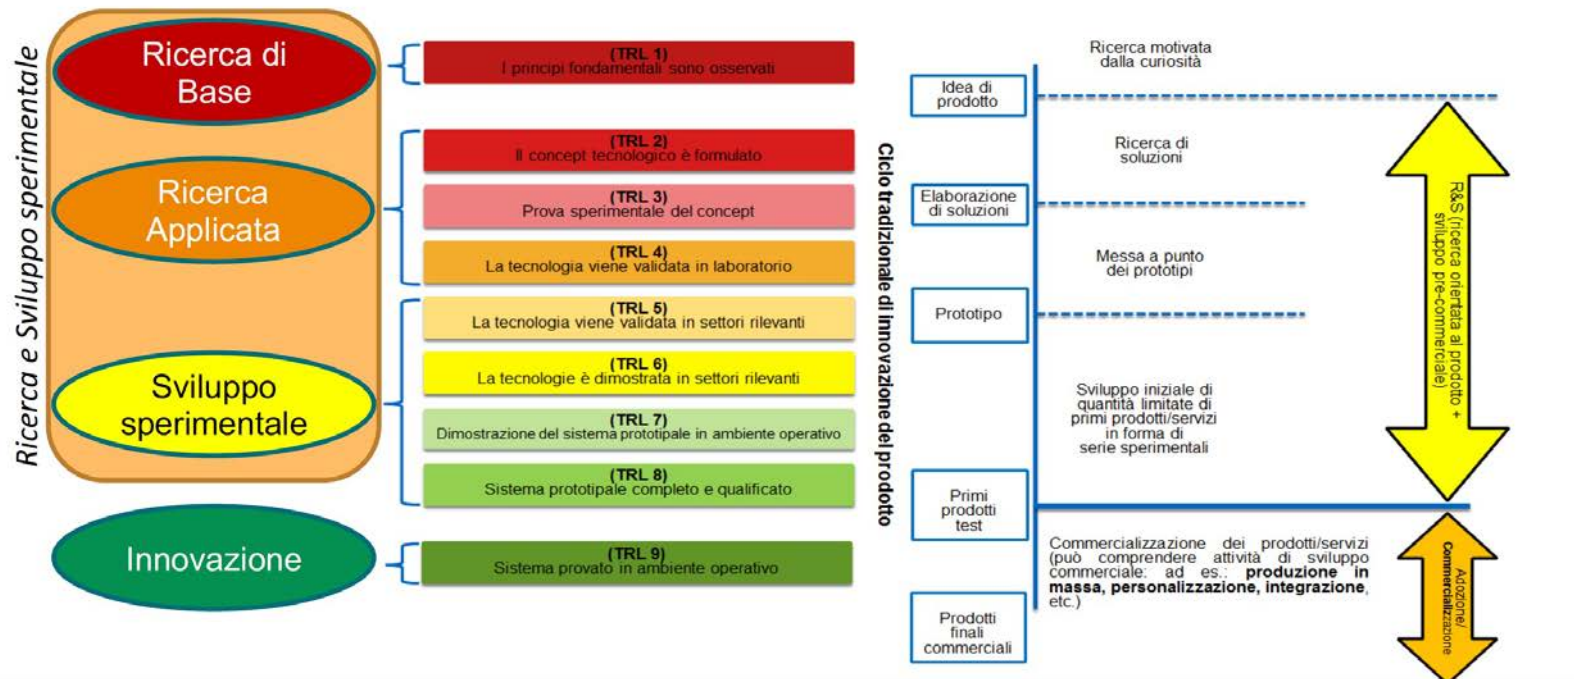 Ricerca e Sviluppo sperimentale
Ricerca di
Base
Ricerca
Applicata
Sviluppo
sperimentale
Innovazione
(TRL 1)
I principi fondamentali sono osservati
(TRL 2)
Il concept tecnologico è formulato
(TRL 3)
Prova sperimentale del concept
(TRL 4)
La tecnologia viene validata in laboratorio
(TRL 5)
La tecnologia viene validata in settori rilevanti
(TRL 6)
La tecnologie è dimostrata in settori rilevanti
(TRL 7)
Dimostrazione del sistema prototipale in ambiente operativo
(TRL 8)
Sistema prototipale completo e qualificato
(TRL 9)
Sistema provato in ambiente operativo
Ciclo tradizionale di innovazione del prodotto
Idea di
prodotto
Elaborazione
di soluzioni
Prototipo
Primi
prodotti
test
Prodotti
finali
commerciali
Ricerca motivata
dalla curiosità
Ricerca di
soluzioni
Messa a punto
dei prototipi
Sviluppo iniziale di
quantità limitate di
primi prodotti/servizi
in forma di
serie sperimentali
Commercializzazione dei prodotti/servizi
(può comprendere attività di sviluppo
commerciale: ad es.: produzione in
massa, personalizzazione, integrazione,
etc.)
R&S (ricerca orientata al prodotto +
sviluppo pre-commerciale)
Adozione/
Commercializzazione